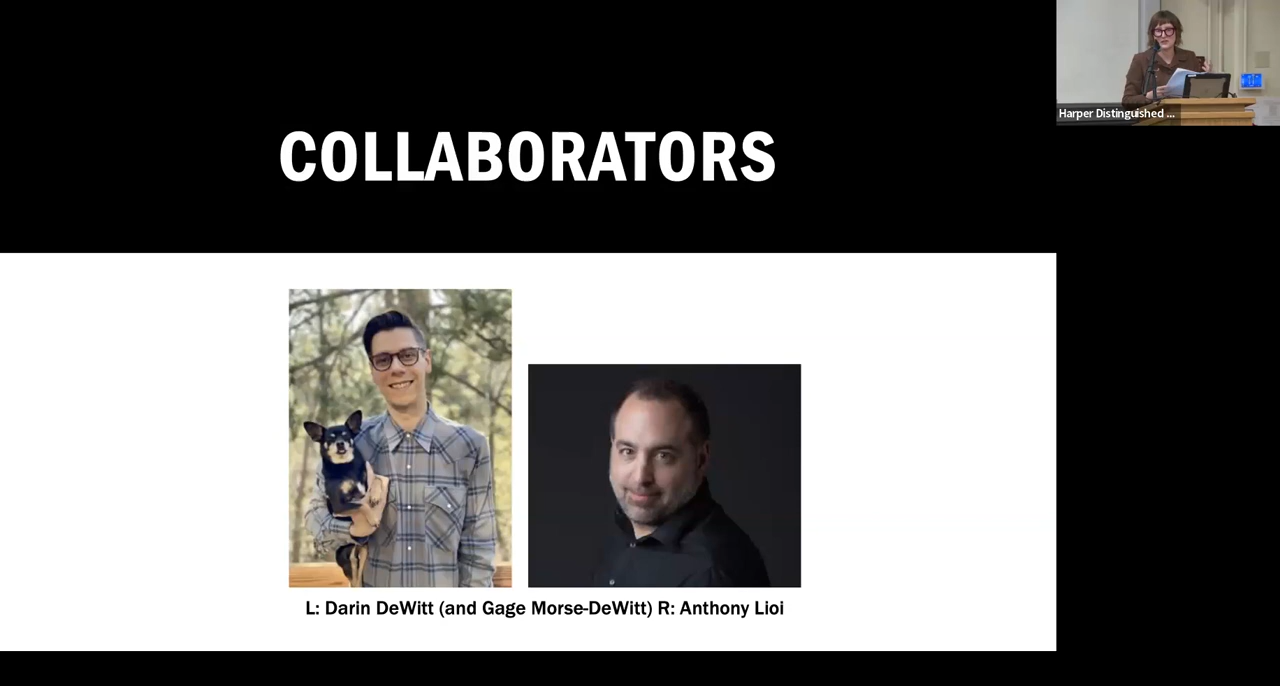 COLLABORATORS
Harper Distinguished ...
L: Darin DeWitt (and Gage Morse-DeWitt) R: Anthony Lioi